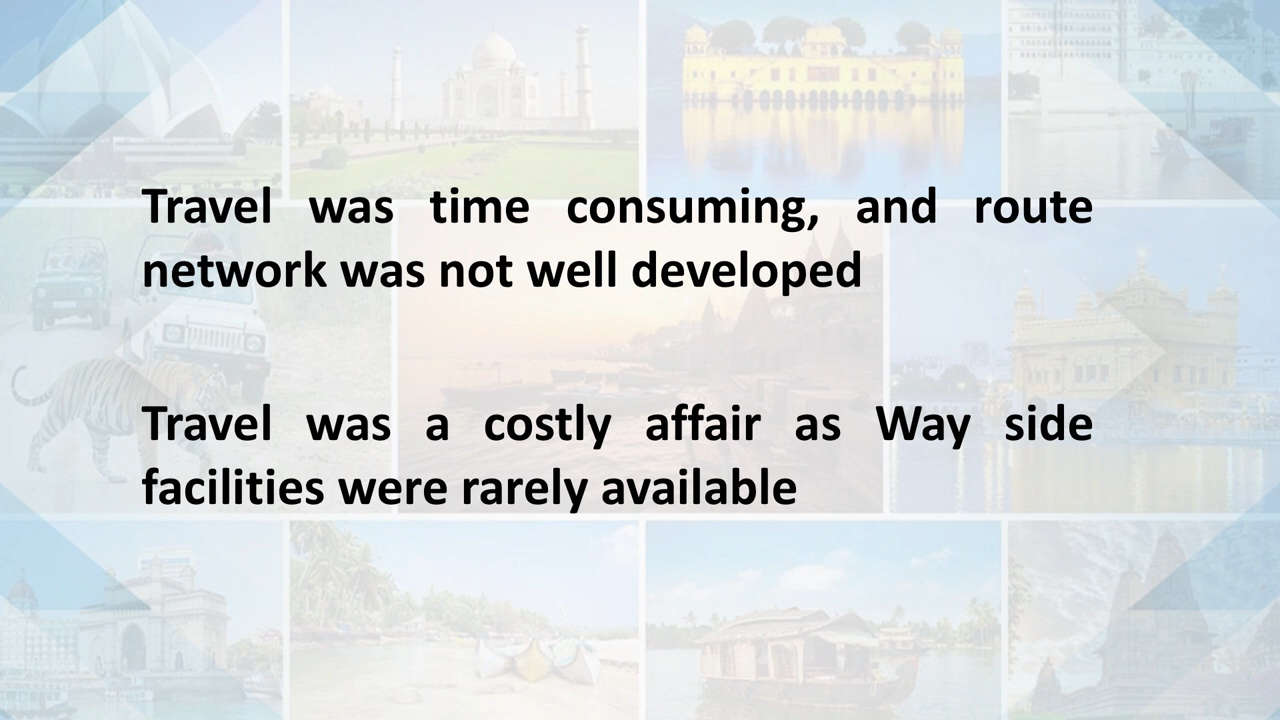 Travel was time consuming, and route
network was not well developed
Travel was a costly affair as Way side
facilities were rarely available